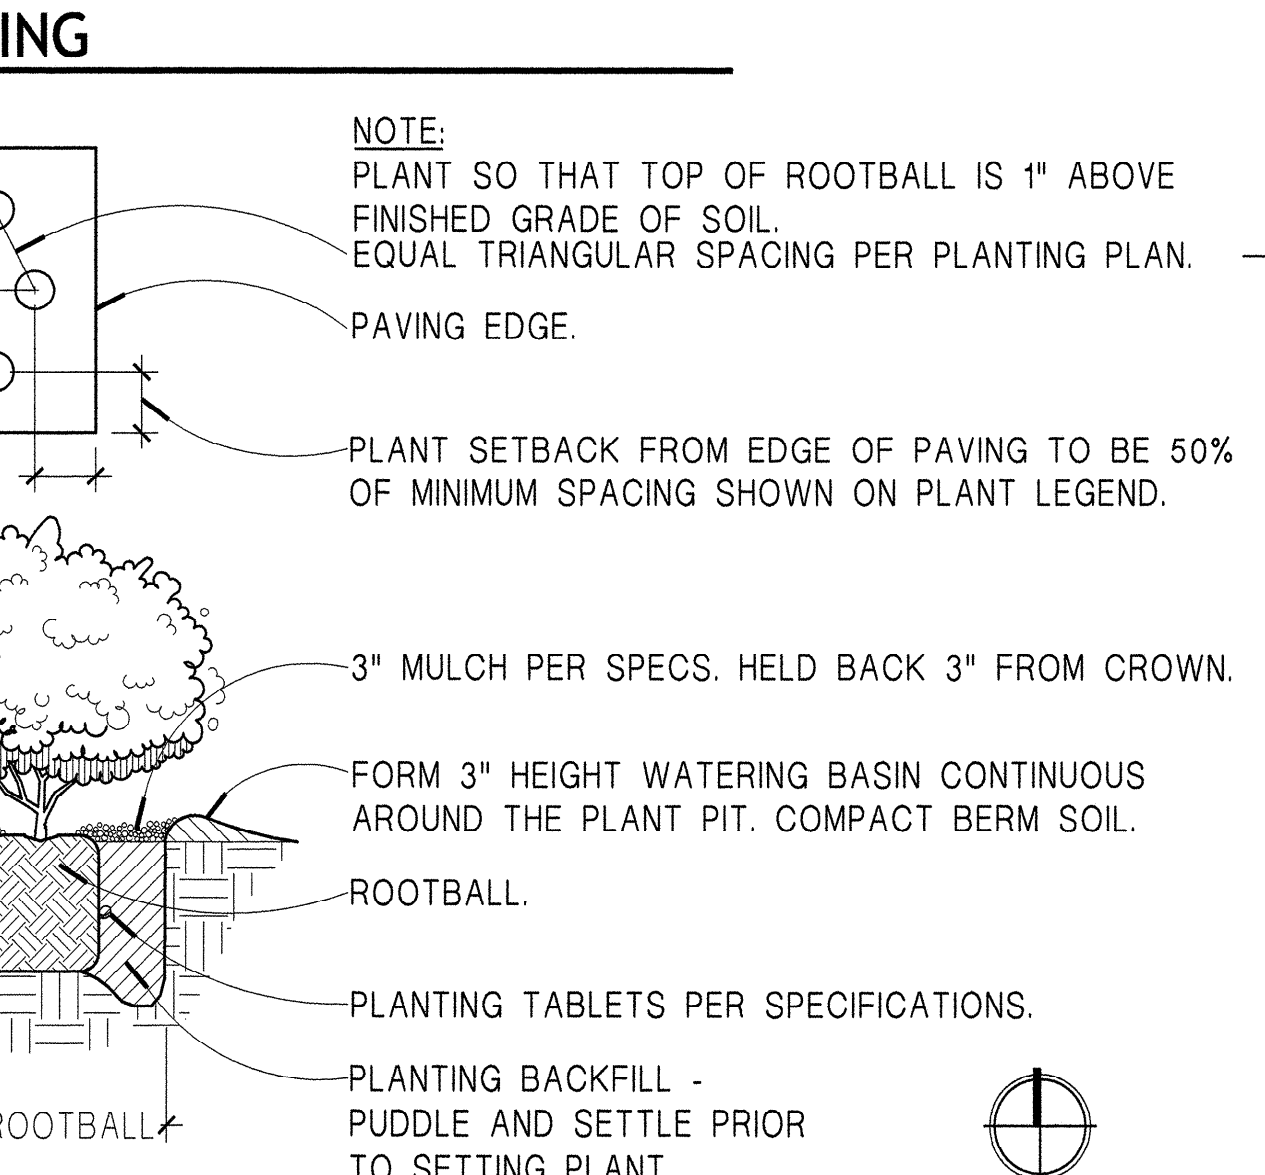 ING
NOTE:
PLANT SO THAT TOP OF ROOTBALL IS 1" ABOVE
FINISHED GRADE OF SOIL.
EQUAL TRIANGULAR SPACING PER PLANTING PLAN.
PAVING EDGE.
PLANT SETBACK FROM EDGE OF PAVING TO BE 50%
OF MINIMUM SPACING SHOWN ON PLANT LEGEND.
3" MULCH PER SPECS. HELD BACK 3" FROM CROWN.
FORM 3" HEIGHT WATERING BASIN CONTINUOUS
AROUND THE PLANT PIT. COMPACT BERM SOIL.
ROOTBALL.
PLANTING TABLETS PER SPECIFICATIONS.
PLANTING BACKFILL -
PUDDLE AND SETTLE PRIOR
TO SETTING PLANT
ROOTBALL